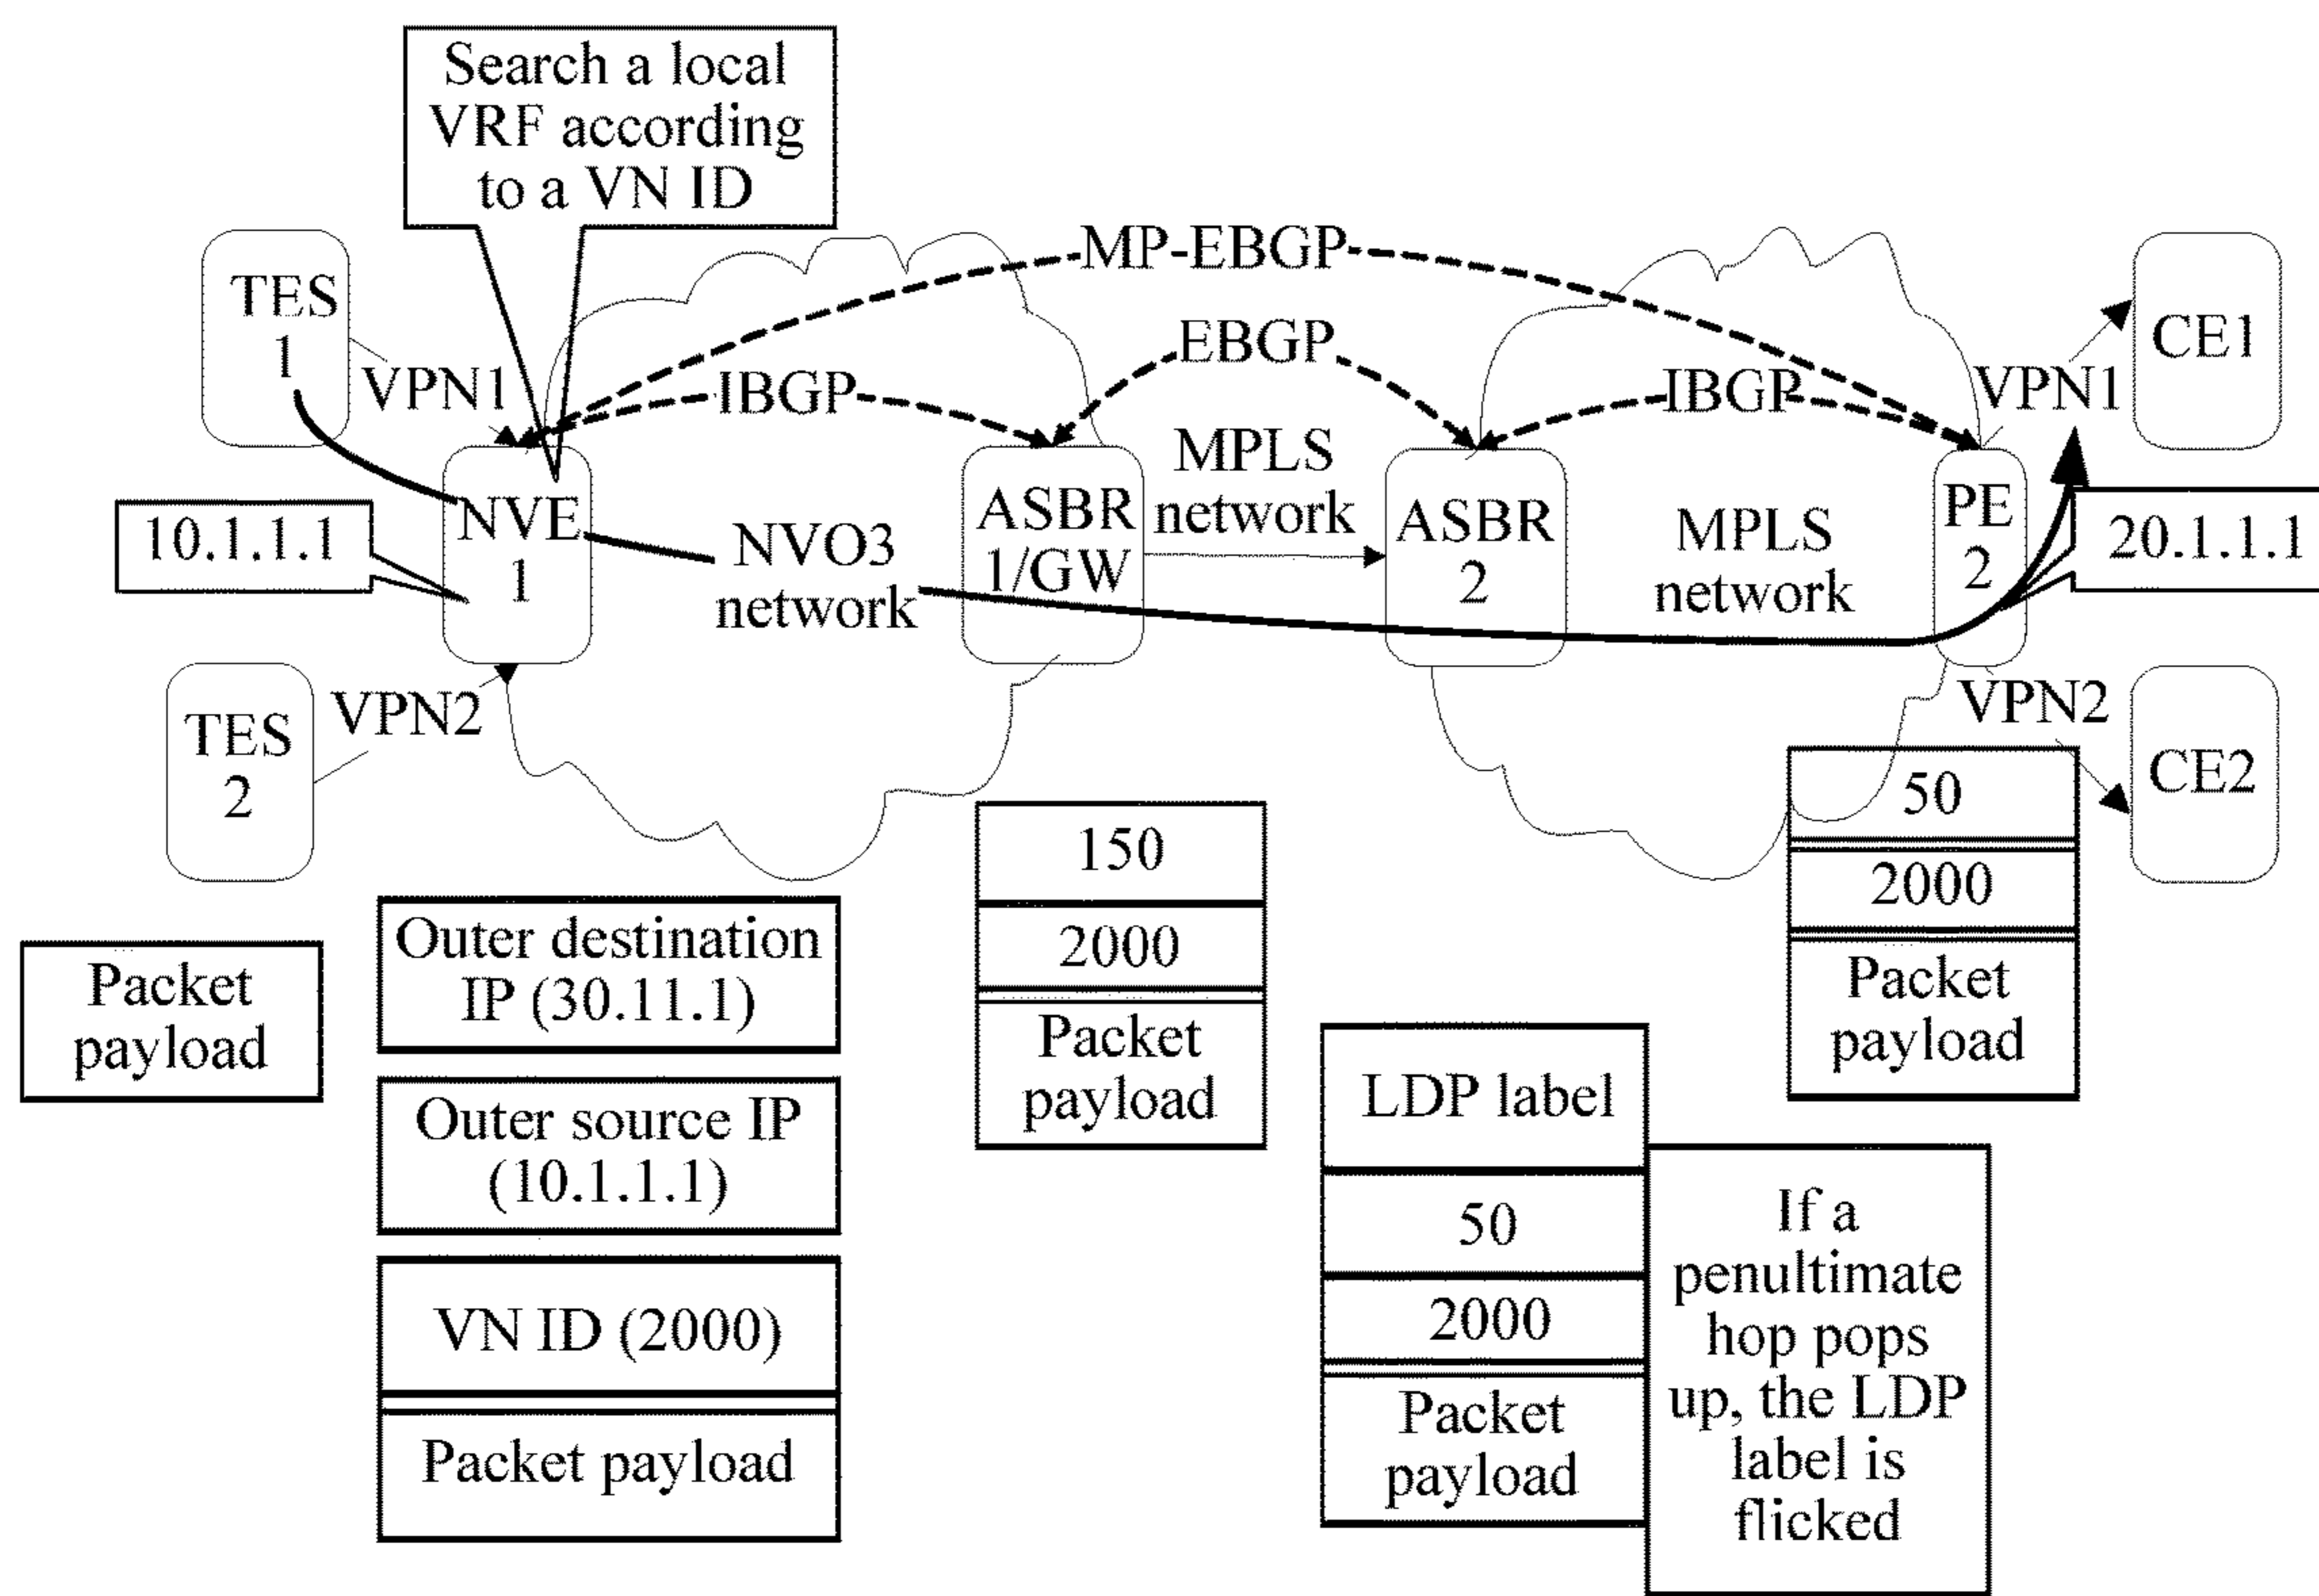 Search a local
VRF according
to a VN ID
MP-EBGP
EBGP
IBGP
IBGP
TES
1
VPN1
VPN1
CE1
NVE
1
10.1.1.1
NVO3
network
ASBR
1/GW
MPLS
network
ASBR
2
MPLS
network
PE
2
20.1.1.1
TES
2
VPN2
VPN2
CE2
Packet
payload
Outer destination
IP (30.11.1)
Outer source IP
(10.1.1.1)
VN ID (2000)
Packet payload
150
2000
Packet
payload
LDP label
50
2000
Packet
payload
If a
penultimate
hop pops
up, the LDP
label is
flicked
50
2000
Packet
payload